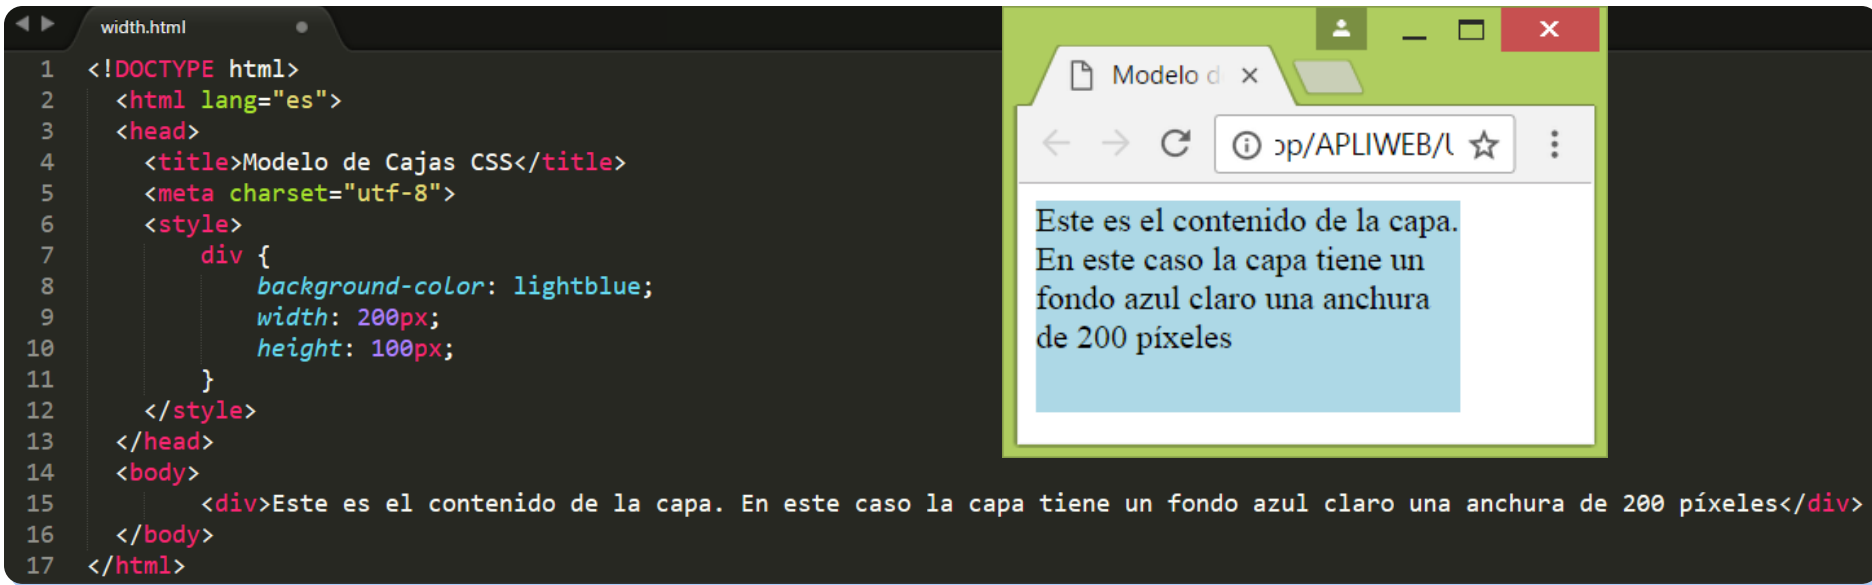 width.html
1 <!DOCTYPE html>
2 <html lang="es">
3 <head>
4 <title>Modelo de Cajas CSS</title>
5 <meta charset="utf-8">
6 <style>
7 div {
8 background-color: lightblue;
9 width: 200px;
10 height: 100px;
11 }
12 </style>
13 </head>
14 <body>
15 <div>Este es el contenido de la capa. En este caso la capa tiene un fondo azul claro una anchura de 200 píxeles</div>
16 </body>
17 </html>
Modelo d
op/APLIWEB/U
Este es el contenido de la capa.
En este caso la capa tiene un
fondo azul claro una anchura
de 200 píxeles